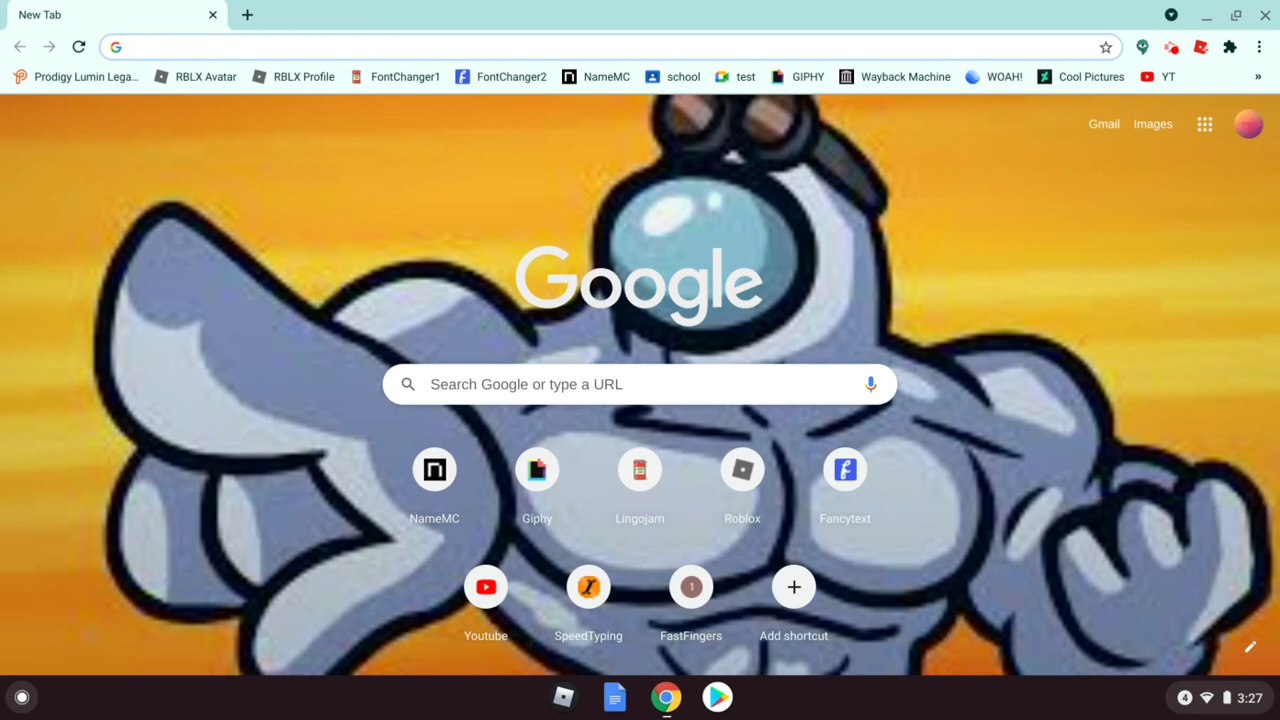 New Tab
Prodigy Lumin Lega... RBLX Avatar RBLX Profile FontChanger1 FontChanger2 NameMC school test GIPHY Wayback Machine WOAH! Cool Pictures YT »
Gmail Images
Google
Search Google or type a URL
NameMC Giphy Lingojam Roblox Fancytext
1
Youtube SpeedTyping FastFingers Add shortcut
4 3:27